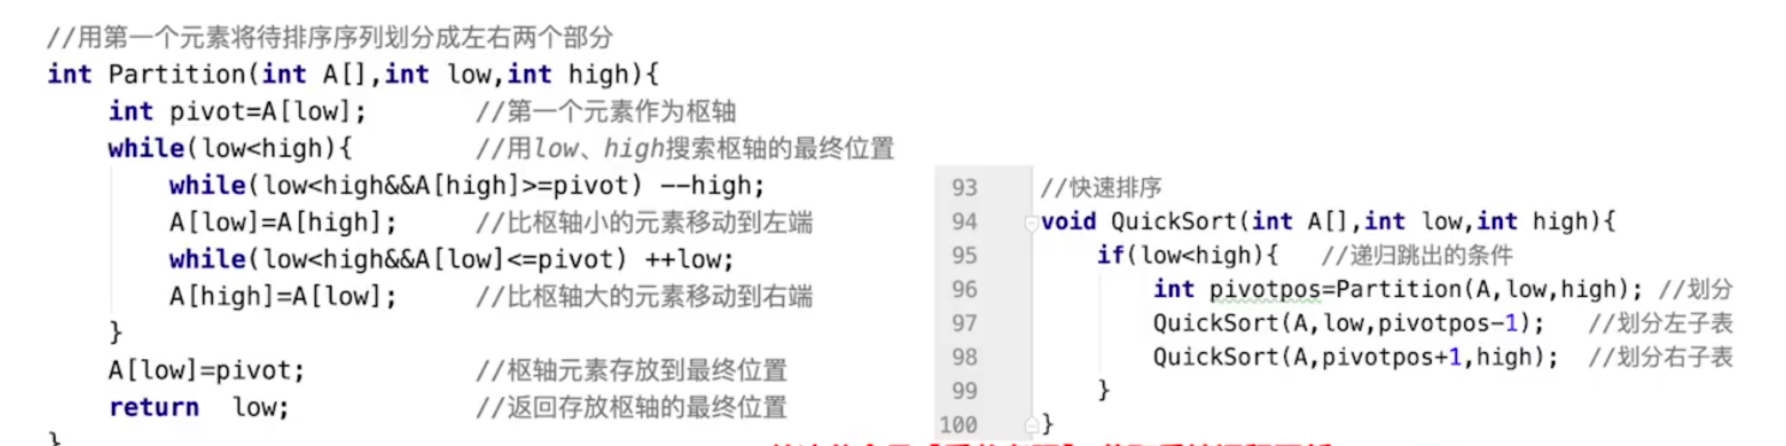 //用第一个元素将待排序序列划分成左右两个部分
int Partition(int A[],int low,int high){
int pivot=A[low]; //第一个元素作为枢轴
while(low<high){ //用low、high搜索枢轴的最终位置
while(low<high&&A[high]>=pivot) --high;
A[low]=A[high]; //比枢轴小的元素移动到左端
while(low<high&&A[low]<=pivot) ++low;
A[high]=A[low]; //比枢轴大的元素移动到右端
}
A[low]=pivot; //枢轴元素存放到最终位置
return low; //返回存放枢轴的最终位置
}
93 //快速排序
94 void QuickSort(int A[],int low,int high){
95 if(low<high){ //递归跳出的条件
96 int pivotpos=Partition(A,low,high); //划分
97 QuickSort(A,low,pivotpos-1); //划分左子表
98 QuickSort(A,pivotpos+1,high); //划分右子表
99 }
100 }